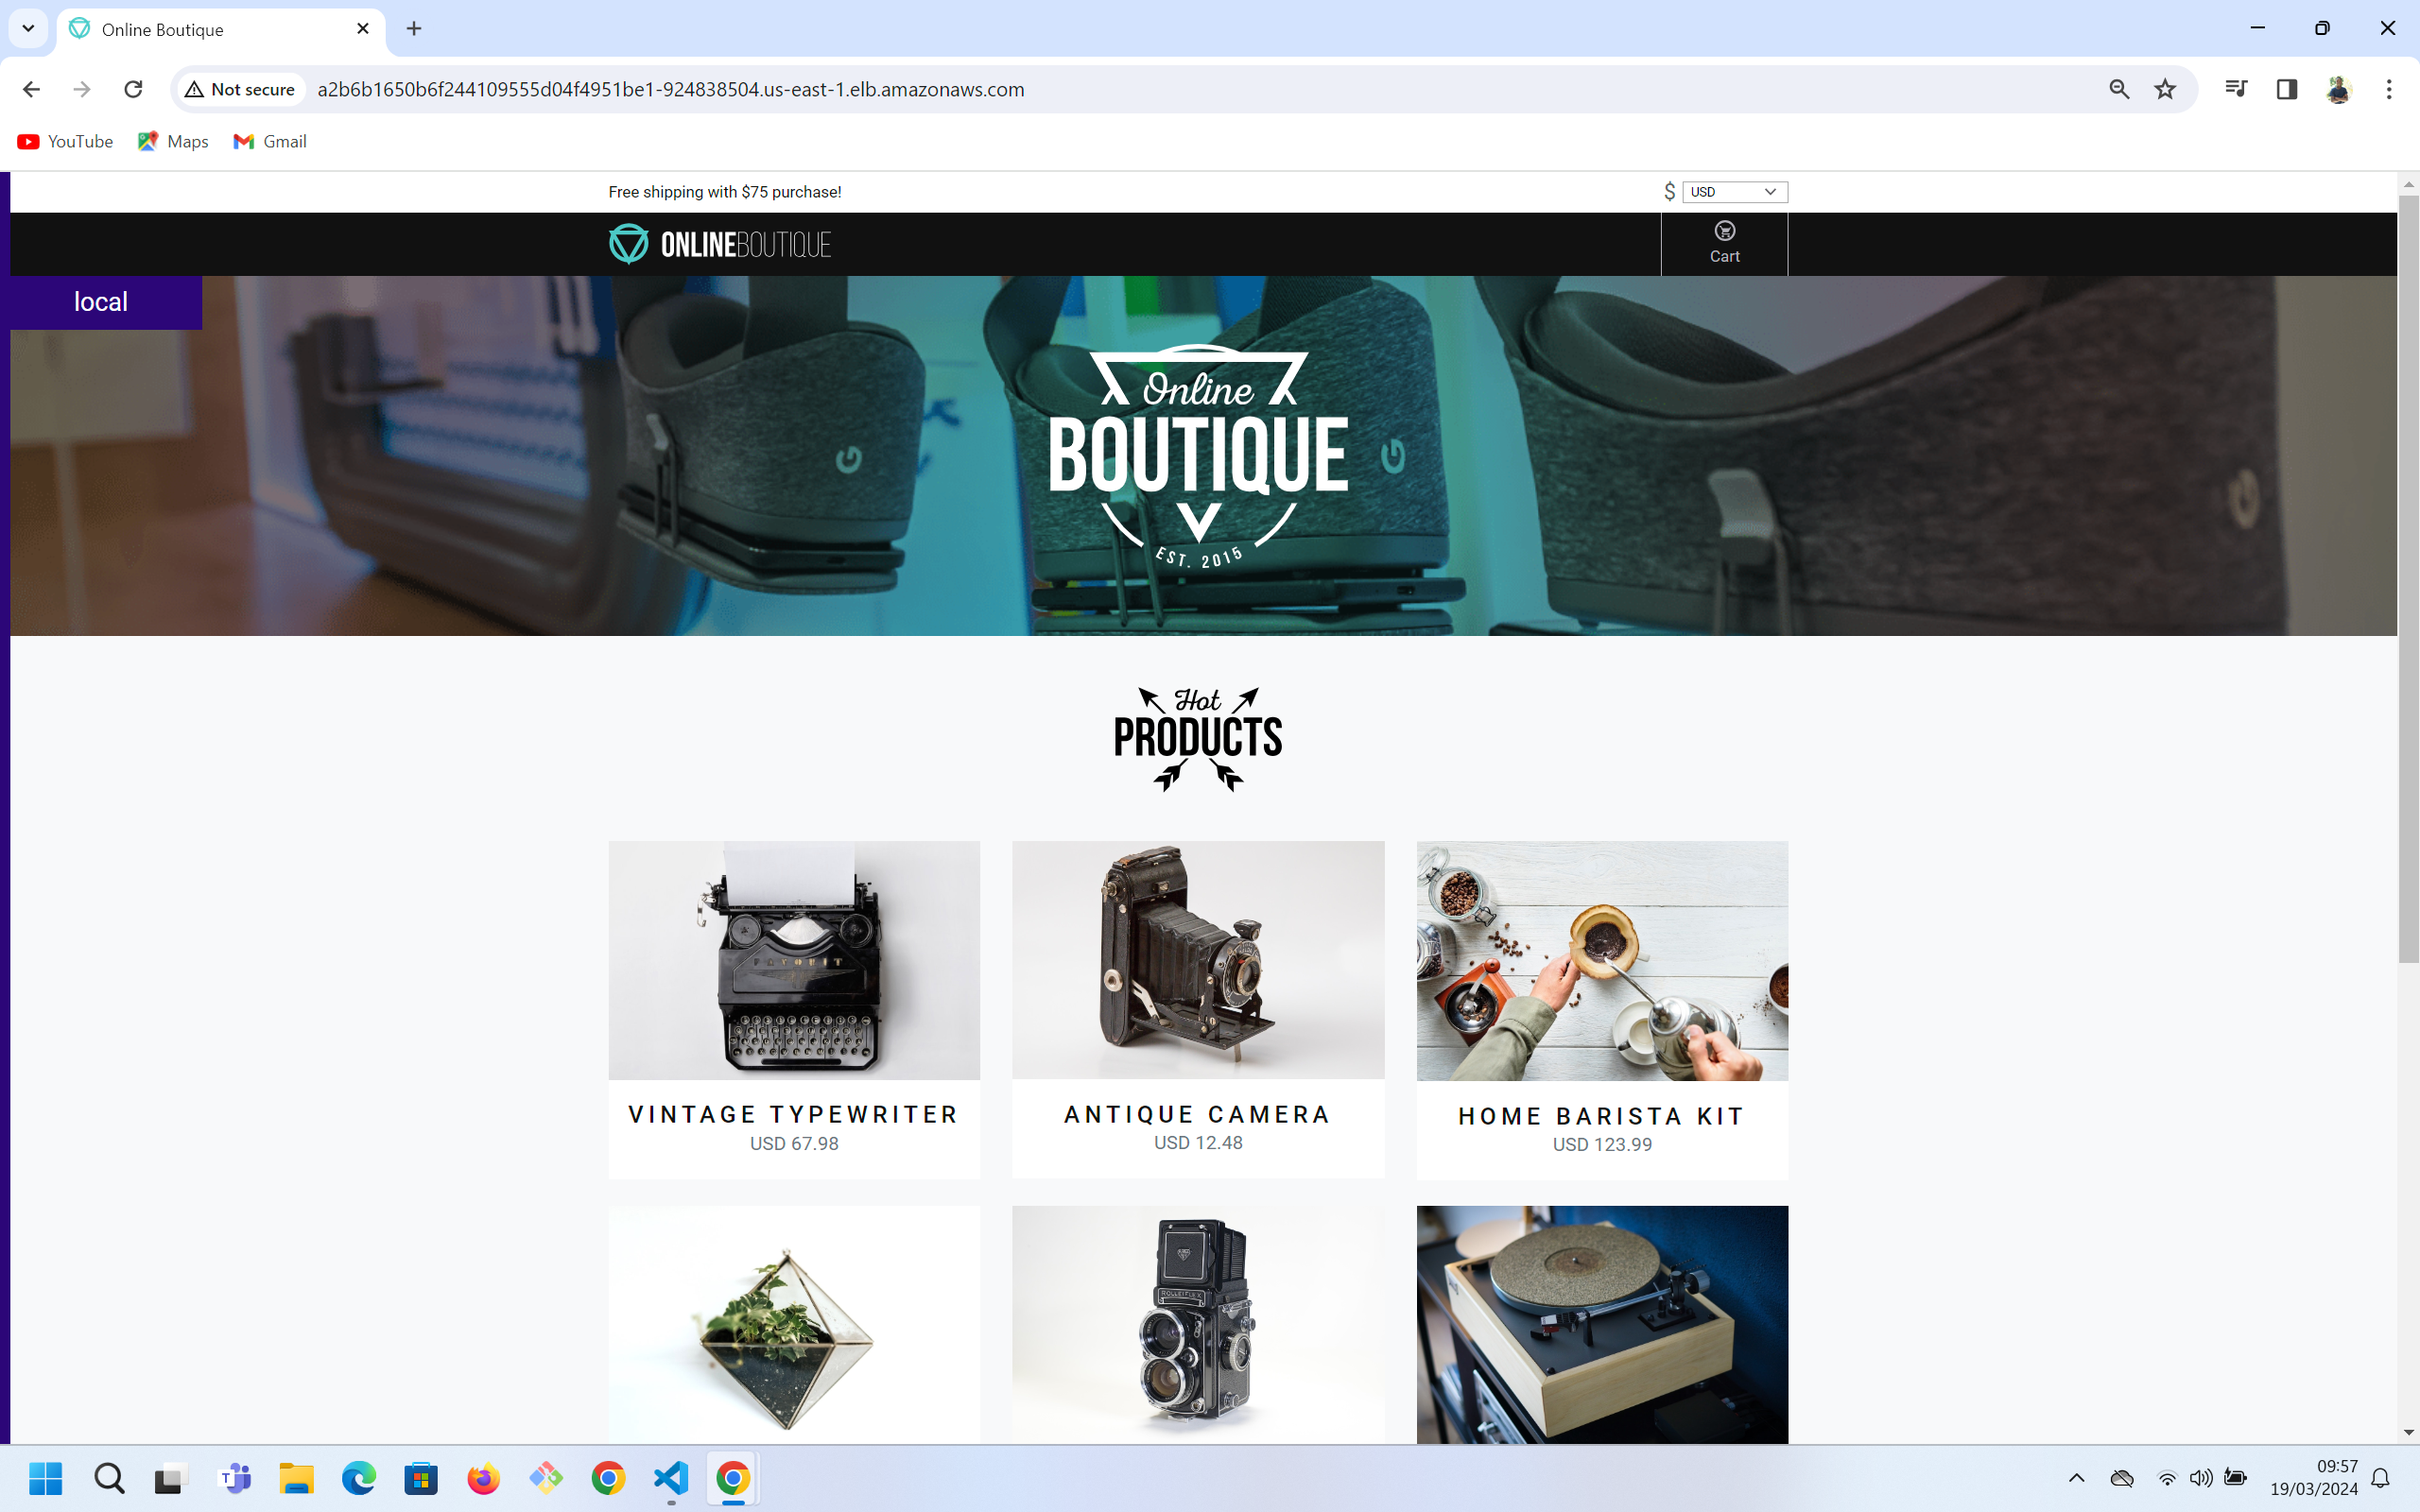 Online Boutique
Not secure
a2b6b1650b6f244109555d04f4951be1-924838504.us-east-1.elb.amazonaws.com
YouTube
Maps
Gmail
Free shipping with $75 purchase!
$ USD
ONLINEBOUTIQUE
Cart
local
Online
BOUTIQUE
EST. 2015
Hot
PRODUCTS
VINTAGE TYPEWRITER
USD 67.98
ANTIQUE CAMERA
USD 12.48
HOME BARISTA KIT
USD 123.99
09:57
19/03/2024